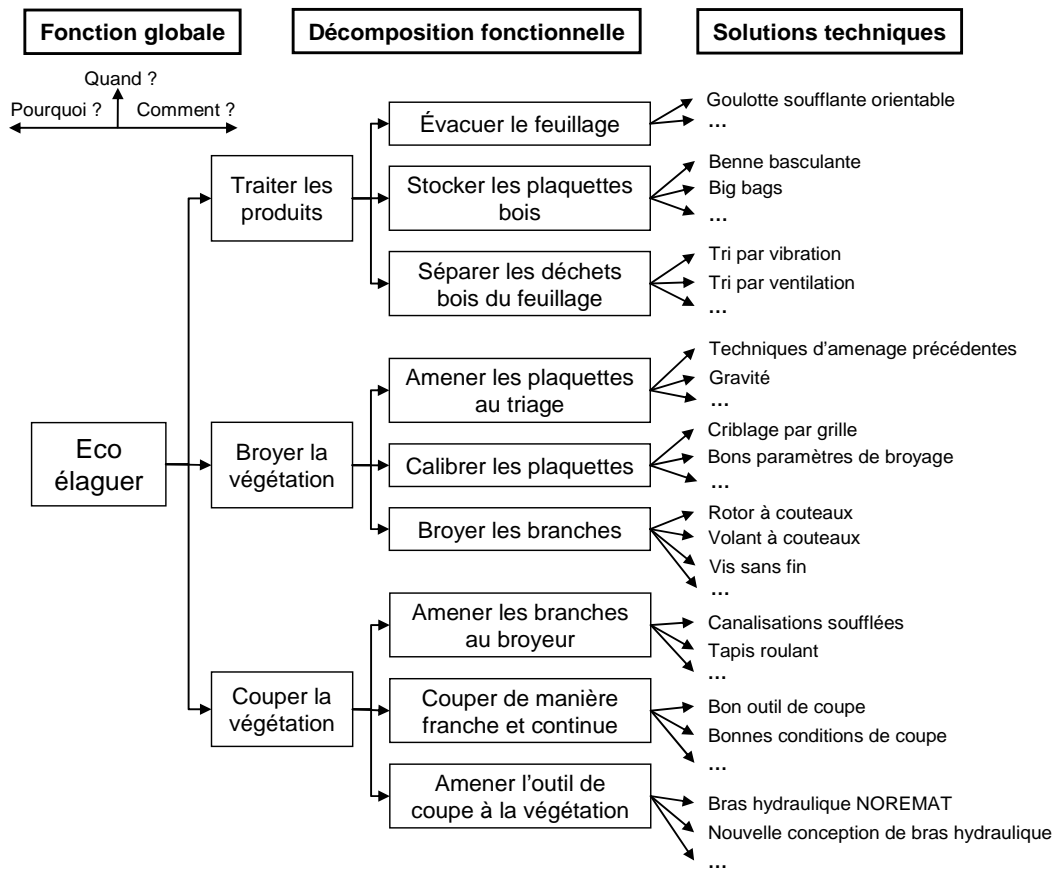 Fonction globale
Décomposition fonctionnelle
Solutions techniques
Quand ?
Pourquoi ?
Comment ?
Eco
élaguer
Traiter les
produits
Évacuer le feuillage
Goulotte soufflante orientable
...
Stocker les plaquettes
bois
Benne basculante
Big bags
...
Séparer les déchets
bois du feuillage
Tri par vibration
Tri par ventilation
...
Broyer la
végétation
Amener les plaquettes
au triage
Techniques d'amenage précédentes
Gravité
...
Calibrer les plaquettes
Criblage par grille
Bons paramètres de broyage
...
Broyer les branches
Rotor à couteaux
Volant à couteaux
Vis sans fin
...
Couper la
végétation
Amener les branches
au broyeur
Canalisations soufflées
Tapis roulant
...
Couper de manière
franche et continue
Bon outil de coupe
Bonnes conditions de coupe
...
Amener l'outil de
coupe à la végétation
Bras hydraulique NOREMAT
Nouvelle conception de bras hydraulique
...